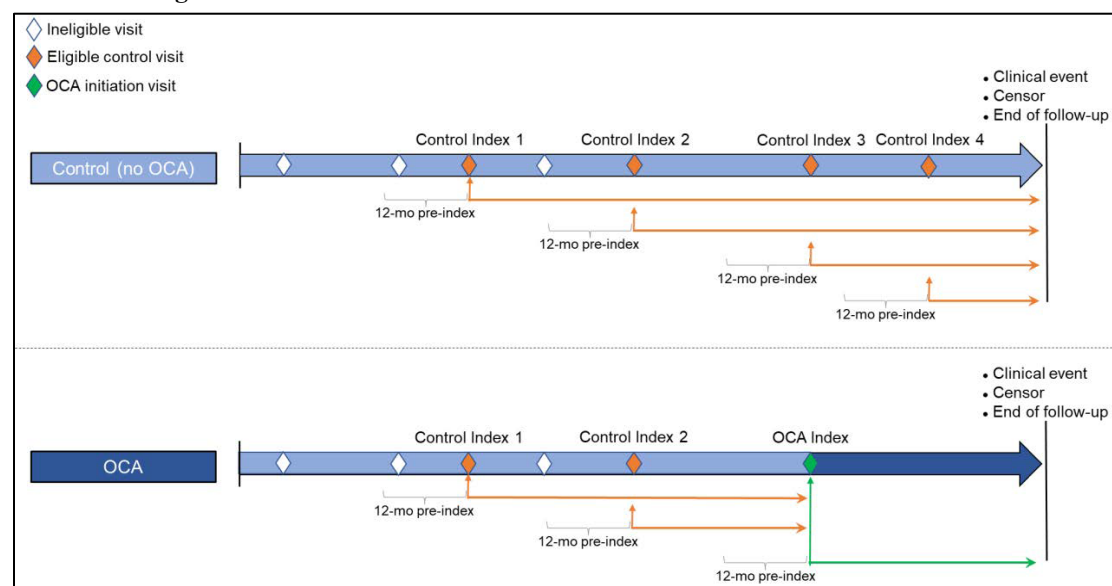 Ineligible visit
Eligible control visit
OCA initiation visit
• Clinical event
• Censor
• End of follow-up
Control Index 1
Control Index 2
Control Index 3
Control Index 4
Control (no OCA)
12-mo pre-index
12-mo pre-index
12-mo pre-index
12-mo pre-index
• Clinical event
• Censor
• End of follow-up
Control Index 1
Control Index 2
OCA Index
OCA
12-mo pre-index
12-mo pre-index
12-mo pre-index